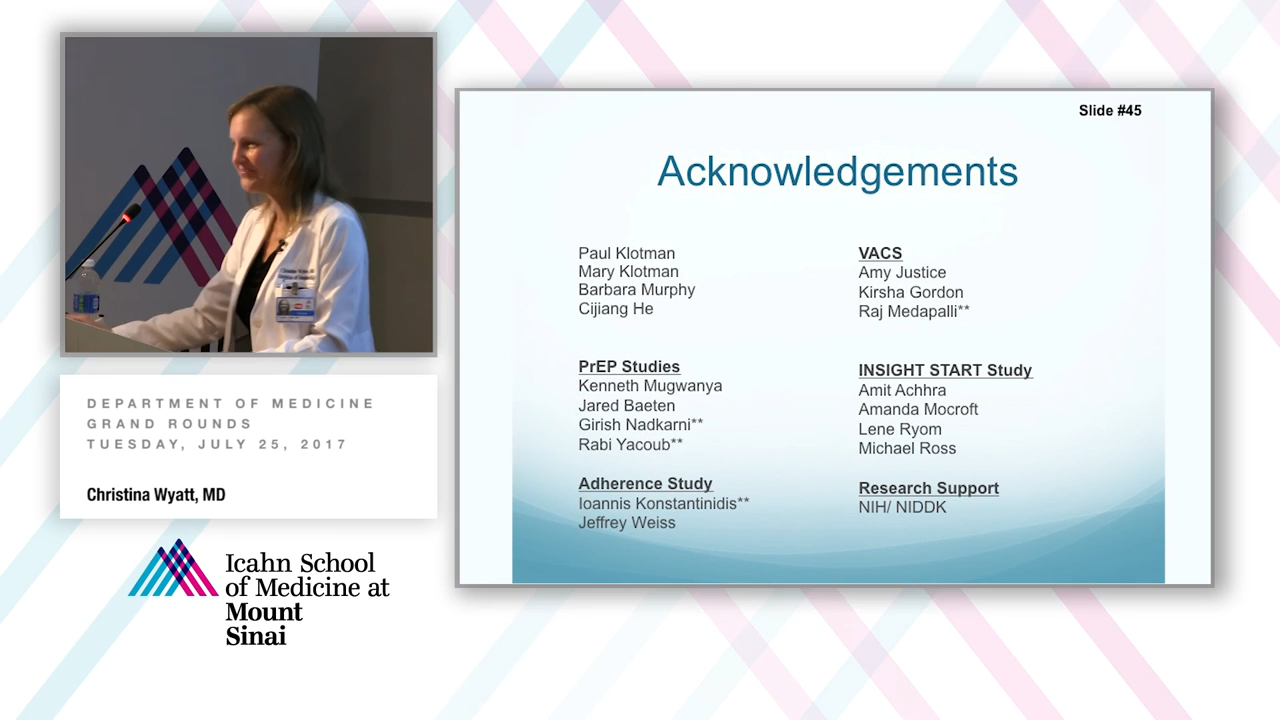 Slide #45
Acknowledgements
Paul Klotman
Mary Klotman
Barbara Murphy
Cijiang He
PrEP Studies
Kenneth Mugwanya
Jared Baeten
Girish Nadkarni**
Rabi Yacoub**
Adherence Study
Ioannis Konstantinidis**
Jeffrey Weiss
VACS
Amy Justice
Kirsha Gordon
Raj Medapalli**
INSIGHT START Study
Amit Achhra
Amanda Mocroft
Lene Ryom
Michael Ross
Research Support
NIH/ NIDDK
DEPARTMENT OF MEDICINE
GRAND ROUNDS
TUESDAY, JULY 25, 2017
Christina Wyatt, MD
Icahn School
of Medicine at
Mount
Sinai